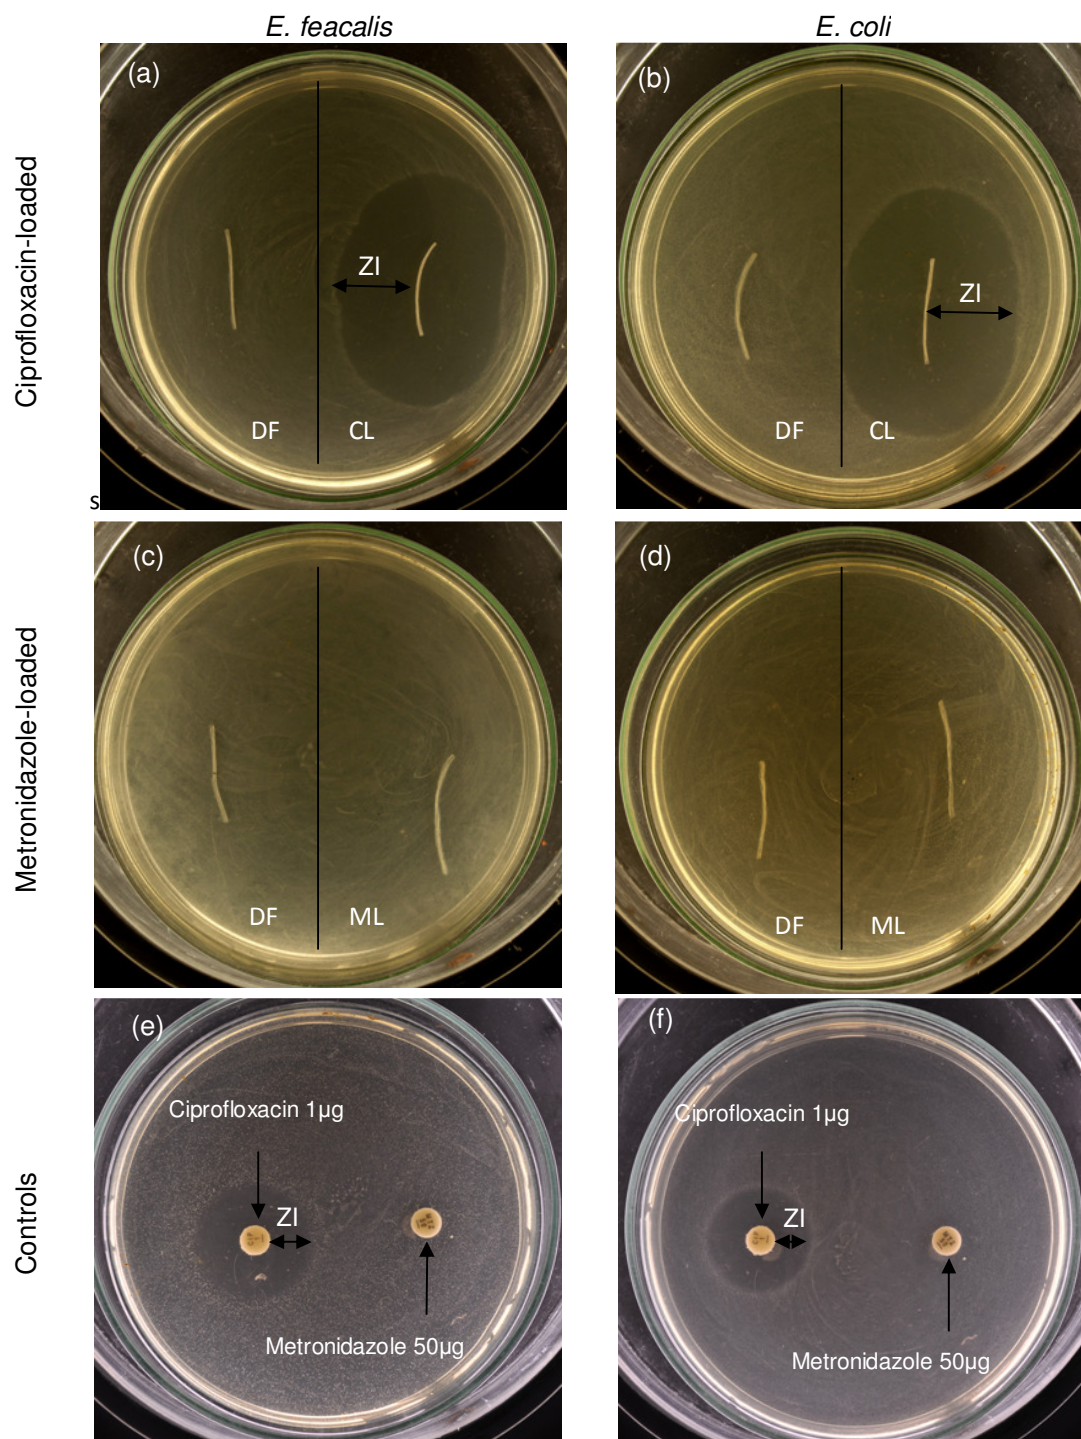 E. feacalis
E. coli
Ciprofloxacin-loaded
(a)
ZI
DF
CL
(b)
ZI
DF
CL
s
Metronidazole-loaded
(c)
DF
ML
(d)
DF
ML
Controls
(e)
Ciprofloxacin 1µg
ZI
Metronidazole 50µg
(f)
Ciprofloxacin 1µg
ZI
Metronidazole 50µg